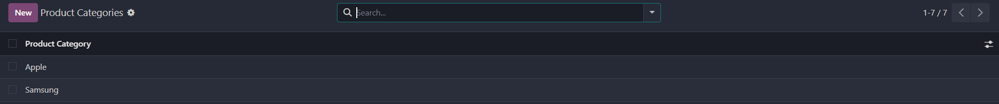 New Product Categories Search... 1-7 / 7
Product Category
Apple
Samsung